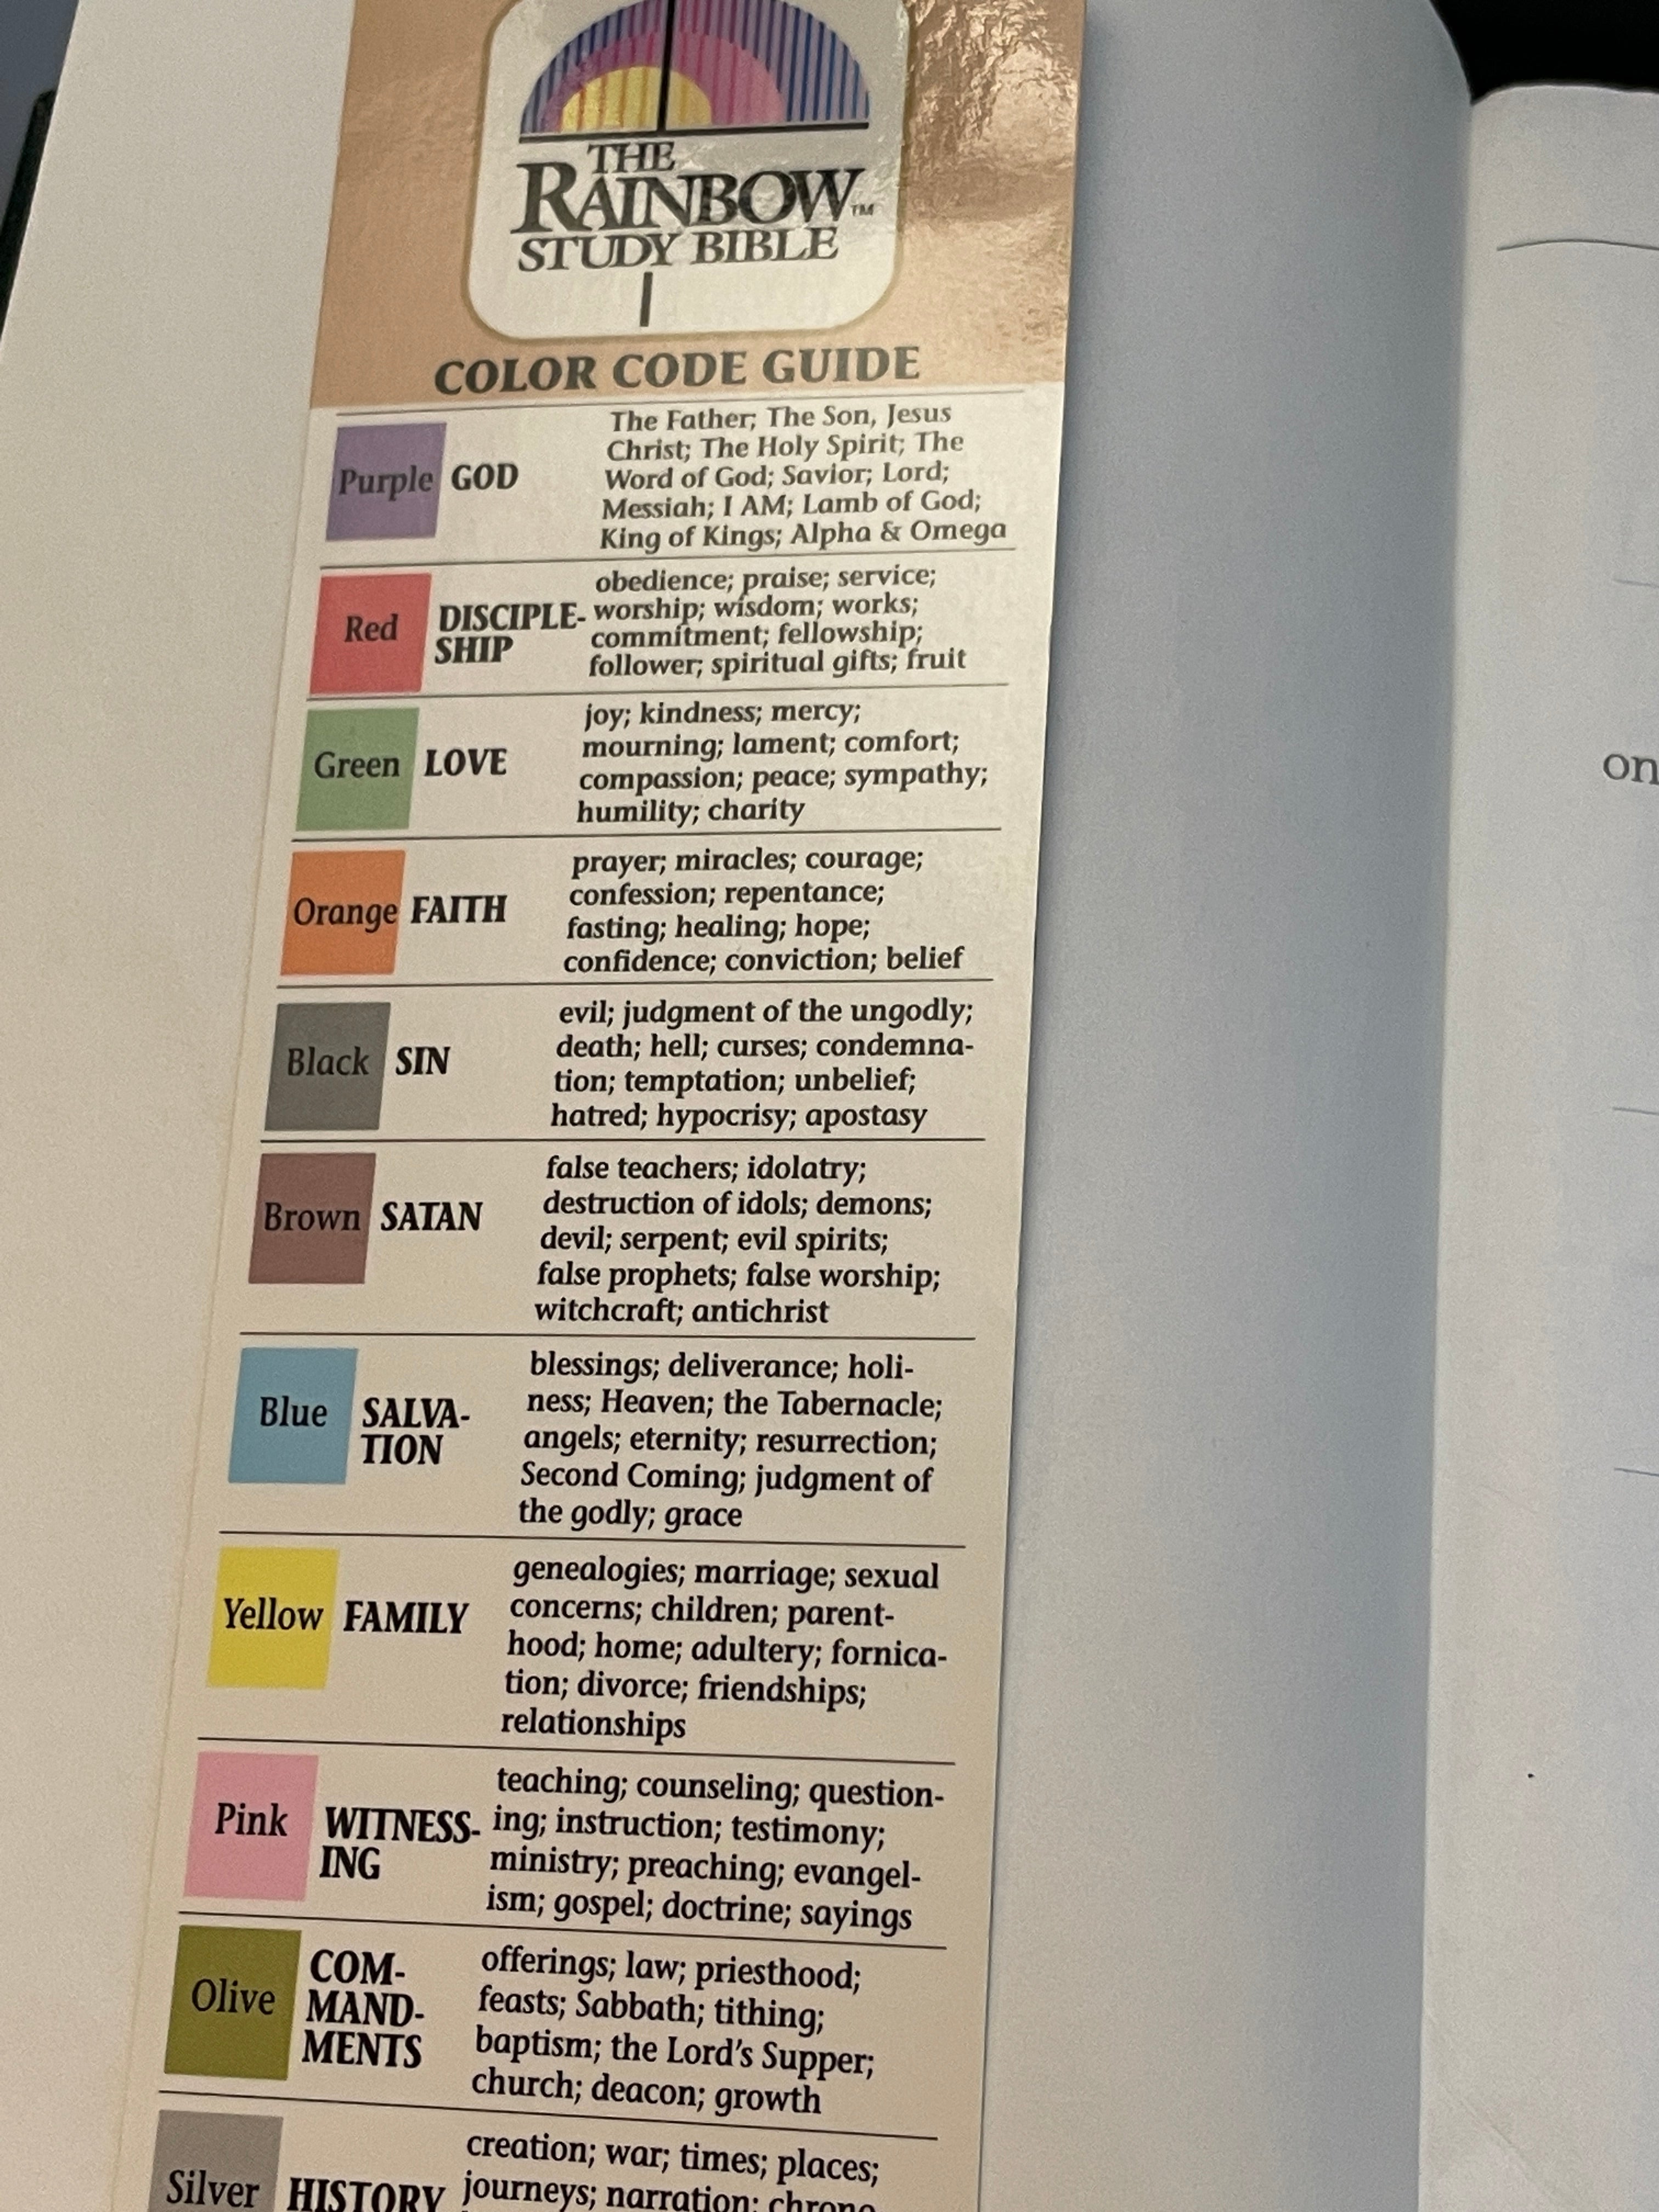 THE
RAINBOW™
STUDY BIBLE
COLOR CODE GUIDE
Purple GOD
The Father; The Son, Jesus
Christ; The Holy Spirit; The
Word of God; Savior; Lord;
Messiah; I AM; Lamb of God;
King of Kings; Alpha & Omega
Red DISCIPLE-
SHIP
obedience; praise; service;
worship; wisdom; works;
commitment; fellowship;
follower; spiritual gifts; fruit
Green LOVE
joy; kindness; mercy;
mourning; lament; comfort;
compassion; peace; sympathy;
humility; charity
Orange FAITH
prayer; miracles; courage;
confession; repentance;
fasting; healing; hope;
confidence; conviction; belief
Black SIN
evil; judgment of the ungodly;
death; hell; curses; condemna-
tion; temptation; unbelief;
hatred; hypocrisy; apostasy
Brown SATAN
false teachers; idolatry;
destruction of idols; demons;
devil; serpent; evil spirits;
false prophets; false worship;
witchcraft; antichrist
Blue SALVA-
TION
blessings; deliverance; holi-
ness; Heaven; the Tabernacle;
angels; eternity; resurrection;
Second Coming; judgment of
the godly; grace
Yellow FAMILY
genealogies; marriage; sexual
concerns; children; parent-
hood; home; adultery; fornica-
tion; divorce; friendships;
relationships
Pink WITNESS-
ING
teaching; counseling; question-
ing; instruction; testimony;
ministry; preaching; evangel-
ism; gospel; doctrine; sayings
Olive COM-
MAND-
MENTS
offerings; law; priesthood;
feasts; Sabbath; tithing;
baptism; the Lord's Supper;
church; deacon; growth
Silver HISTORY
creation; war; times; places;
journeys; narration;
on